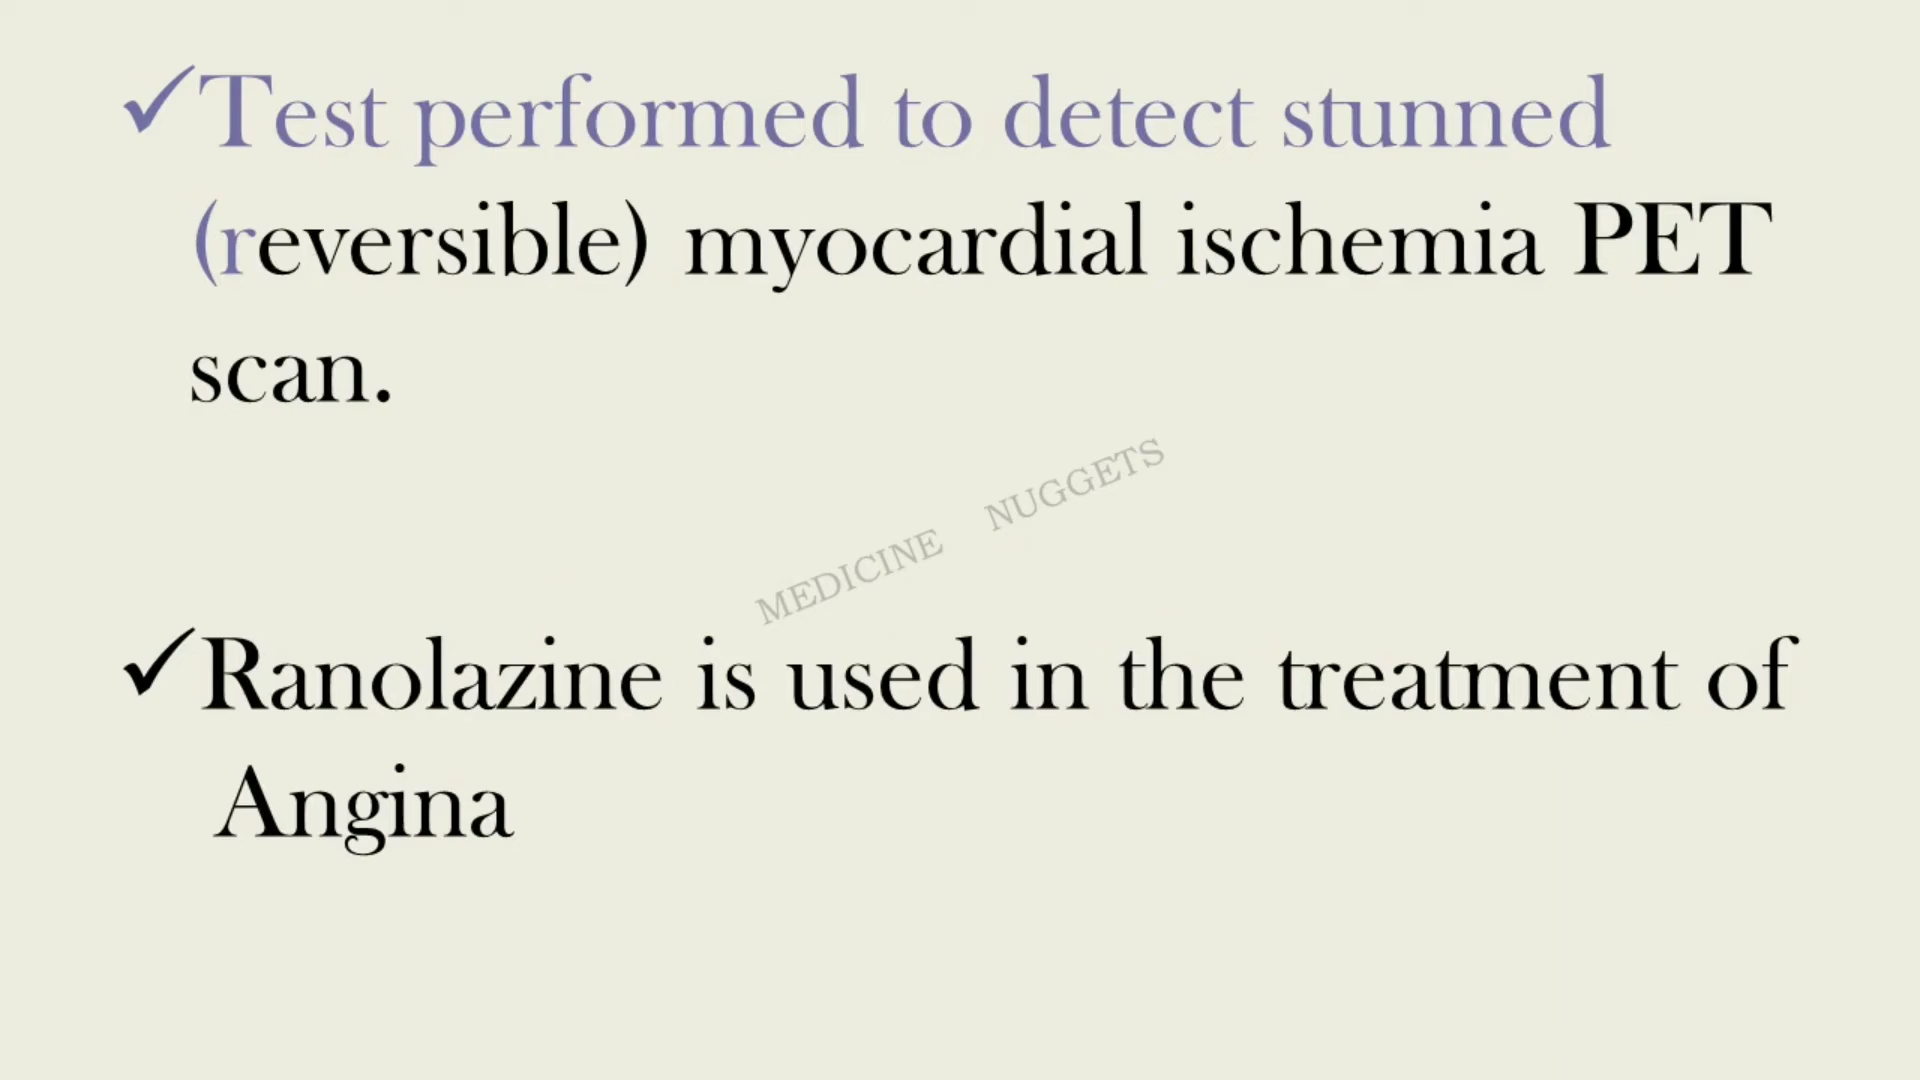 ✓Test performed to detect stunned
(reversible) myocardial ischemia PET
scan.
MEDICINE NUGGETS
✓Ranolazine is used in the treatment of
Angina